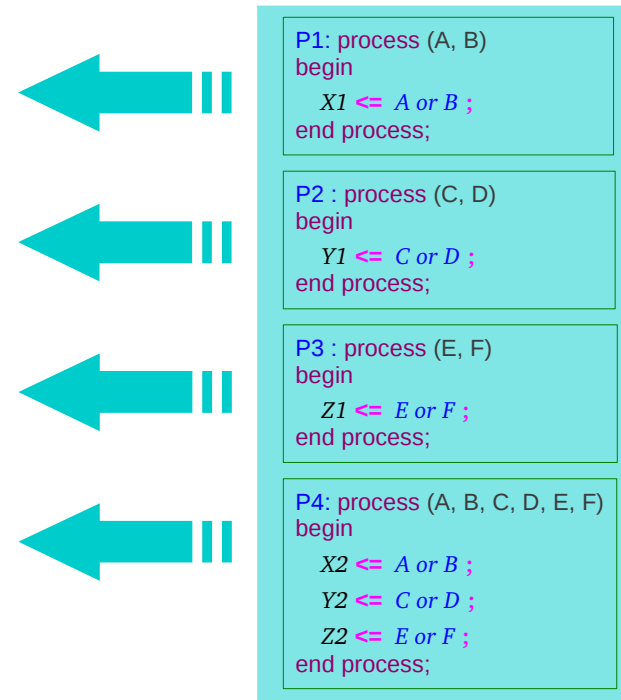 P1: process (A, B)
begin
X1 <= A or B ;
end process;
P2 : process (C, D)
begin
Y1 <= C or D ;
end process;
P3 : process (E, F)
begin
Z1 <= E or F ;
end process;
P4: process (A, B, C, D, E, F)
begin
X2 <= A or B ;
Y2 <= C or D ;
Z2 <= E or F ;
end process;